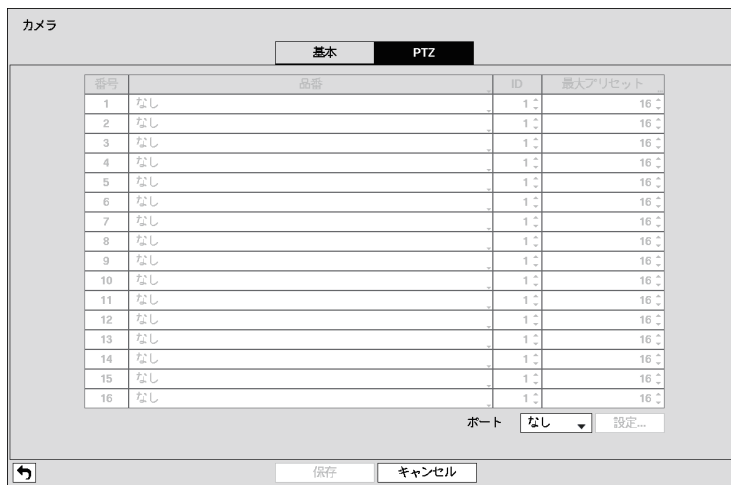 カメラ
基本 PTZ
番号 品番 ID 最大プリセット
1 なし 1 16
2 なし 1 16
3 なし 1 16
4 なし 1 16
5 なし 1 16
6 なし 1 16
7 なし 1 16
8 なし 1 16
9 なし 1 16
10 なし 1 16
11 なし 1 16
12 なし 1 16
13 なし 1 16
14 なし 1 16
15 なし 1 16
16 なし 1 16
ポート なし 設定...
保存 キャンセル